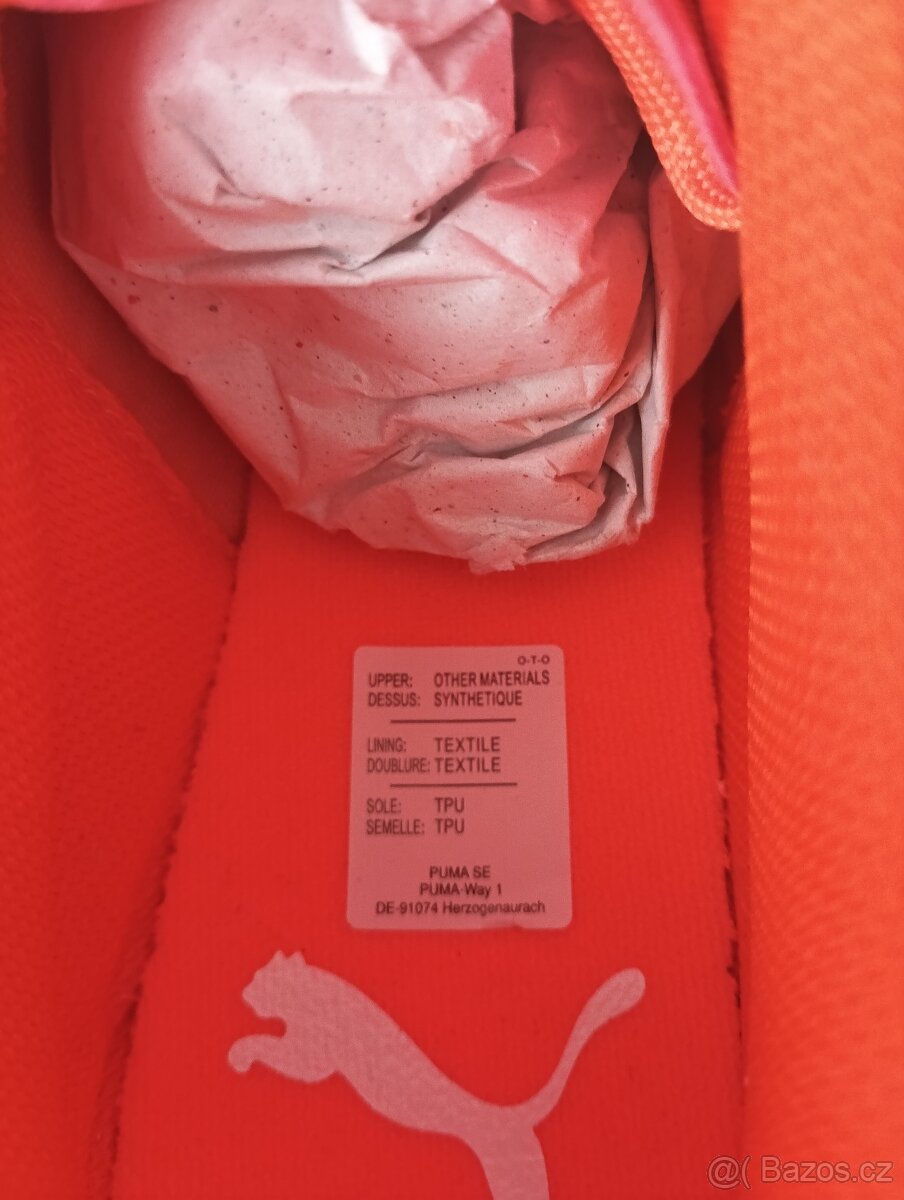 O-T-O
UPPER: OTHER MATERIALS
DESSUS: SYNTHETIQUE
LINING: TEXTILE
DOUBLURE: TEXTILE
SOLE: TPU
SEMELLE: TPU
PUMA SE
PUMA-Way 1
DE-91074 Herzogenaurach
@( Bazos.cz